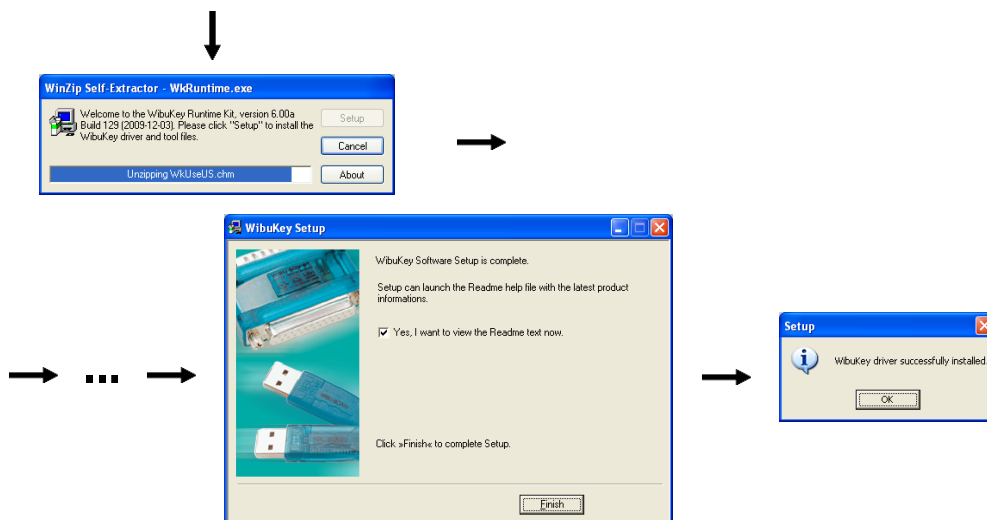 WinZip Self-Extractor - WkRuntime.exe
Welcome to the WibuKey Runtime Kit, version 6.00a
Build 129 (2009-12-03). Please click "Setup" to install the
WibuKey driver and tool files.
Setup
Cancel
Unzipping WkUseUS.chm
About
...
WibuKey Setup
WibuKey Software Setup is complete.
Setup can launch the Readme help file with the latest product
informations.
Yes, I want to view the Readme text now.
Click »Finish« to complete Setup.
Finish
Setup
WibuKey driver successfully installed.
OK